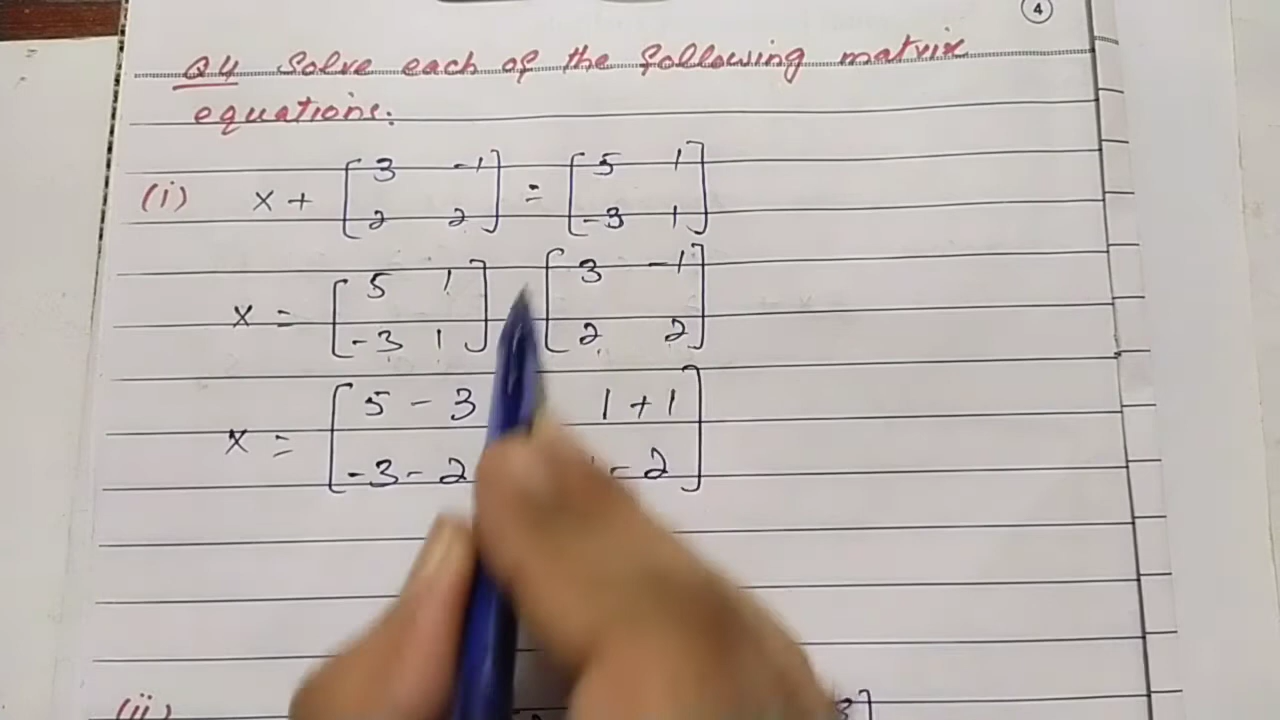 4
Q4 Solve each of the following matrix
equations:
(i) x + [3 -1
2 2] = [5 1
-3 1]
x = [5 1
-3 1] [3 -1
2 2]
x = [5 - 3 1 + 1
-3 - 2 - 2]
(ii) 3]